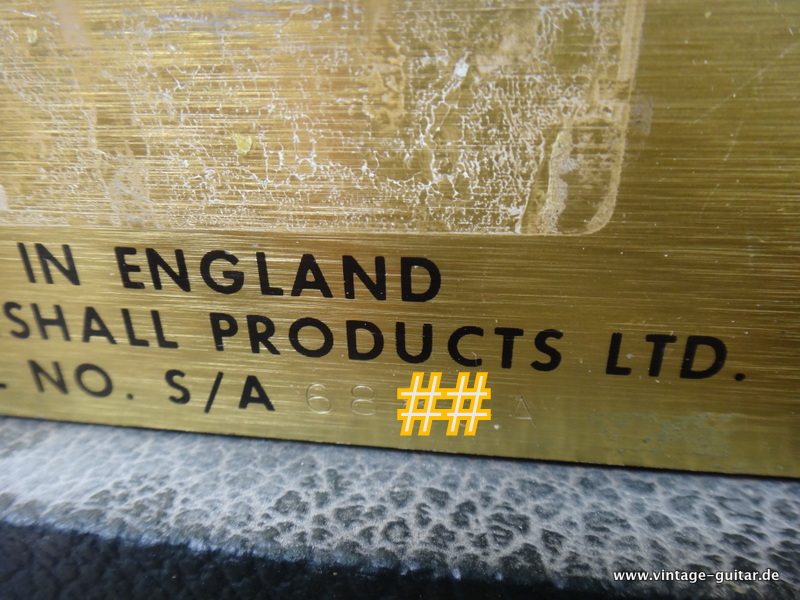 IN ENGLAND
SHALL PRODUCTS LTD.
L NO. S/A 68 ## A
www.vintage-guitar.de